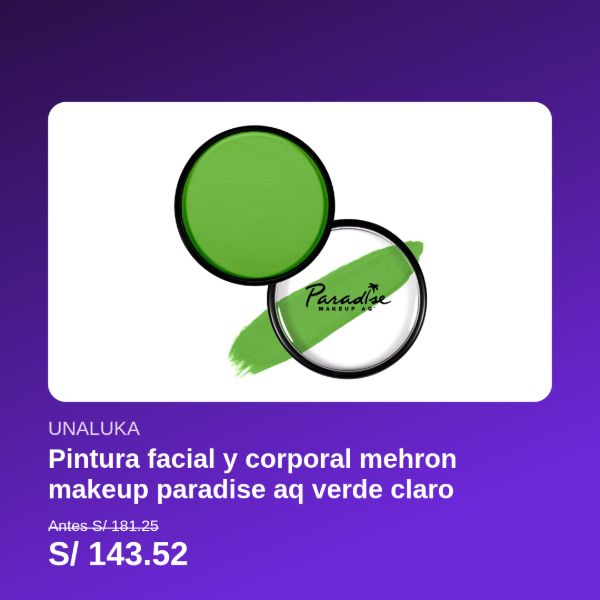 Paradise
MAKEUP AQ
UNALUKA
Pintura facial y corporal mehron
makeup paradise aq verde claro
Antes S/ 181.25
S/ 143.52